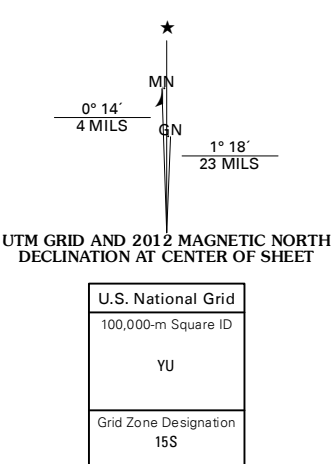 ★
MN
0° 14´
4 MILS
GN
1° 18´
23 MILS
UTM GRID AND 2012 MAGNETIC NORTH
DECLINATION AT CENTER OF SHEET
U.S. National Grid
100,000-m Square ID
YU
Grid Zone Designation
15S